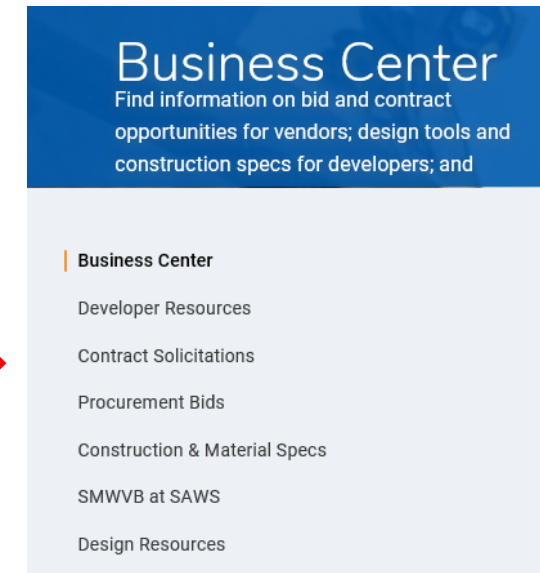 Business Center
Find information on bid and contract
opportunities for vendors; design tools and
construction specs for developers; and
Business Center
Developer Resources
Contract Solicitations
Procurement Bids
Construction & Material Specs
SMWVB at SAWS
Design Resources